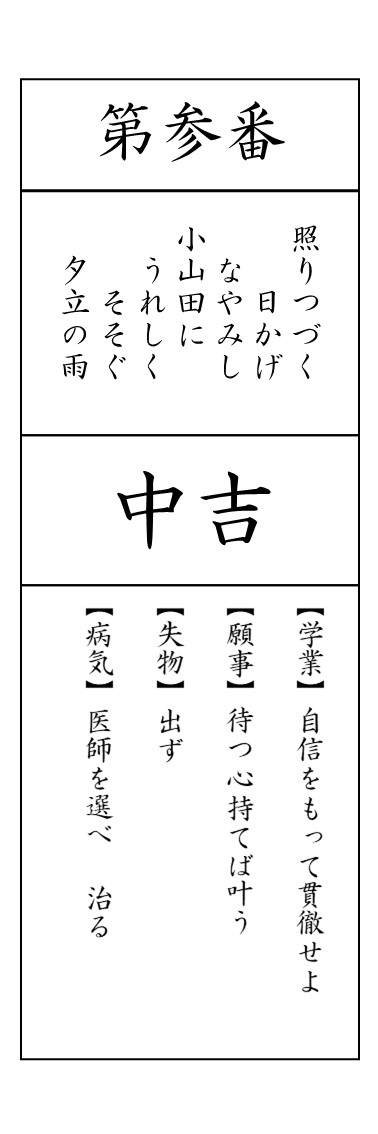 第参番
照りつづく
日かげ
なやみし
小山田に
うれしく
そそぐ
夕立の雨
中吉
【学業】自信をもって貫徹せよ
【願事】待つ心持てば叶う
【失物】出ず
【病気】医師を選べ　治る